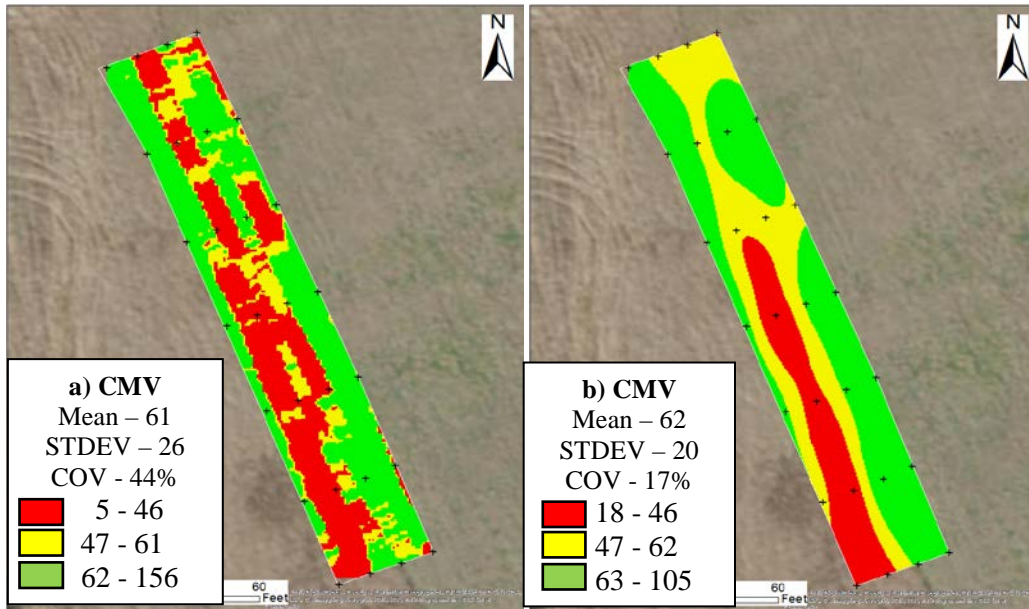 N
a) CMV
Mean – 61
STDEV – 26
COV - 44%
5 - 46
47 - 61
62 - 156
60
Feet
N
b) CMV
Mean – 62
STDEV – 20
COV - 17%
18 - 46
47 - 62
63 - 105
60
Feet